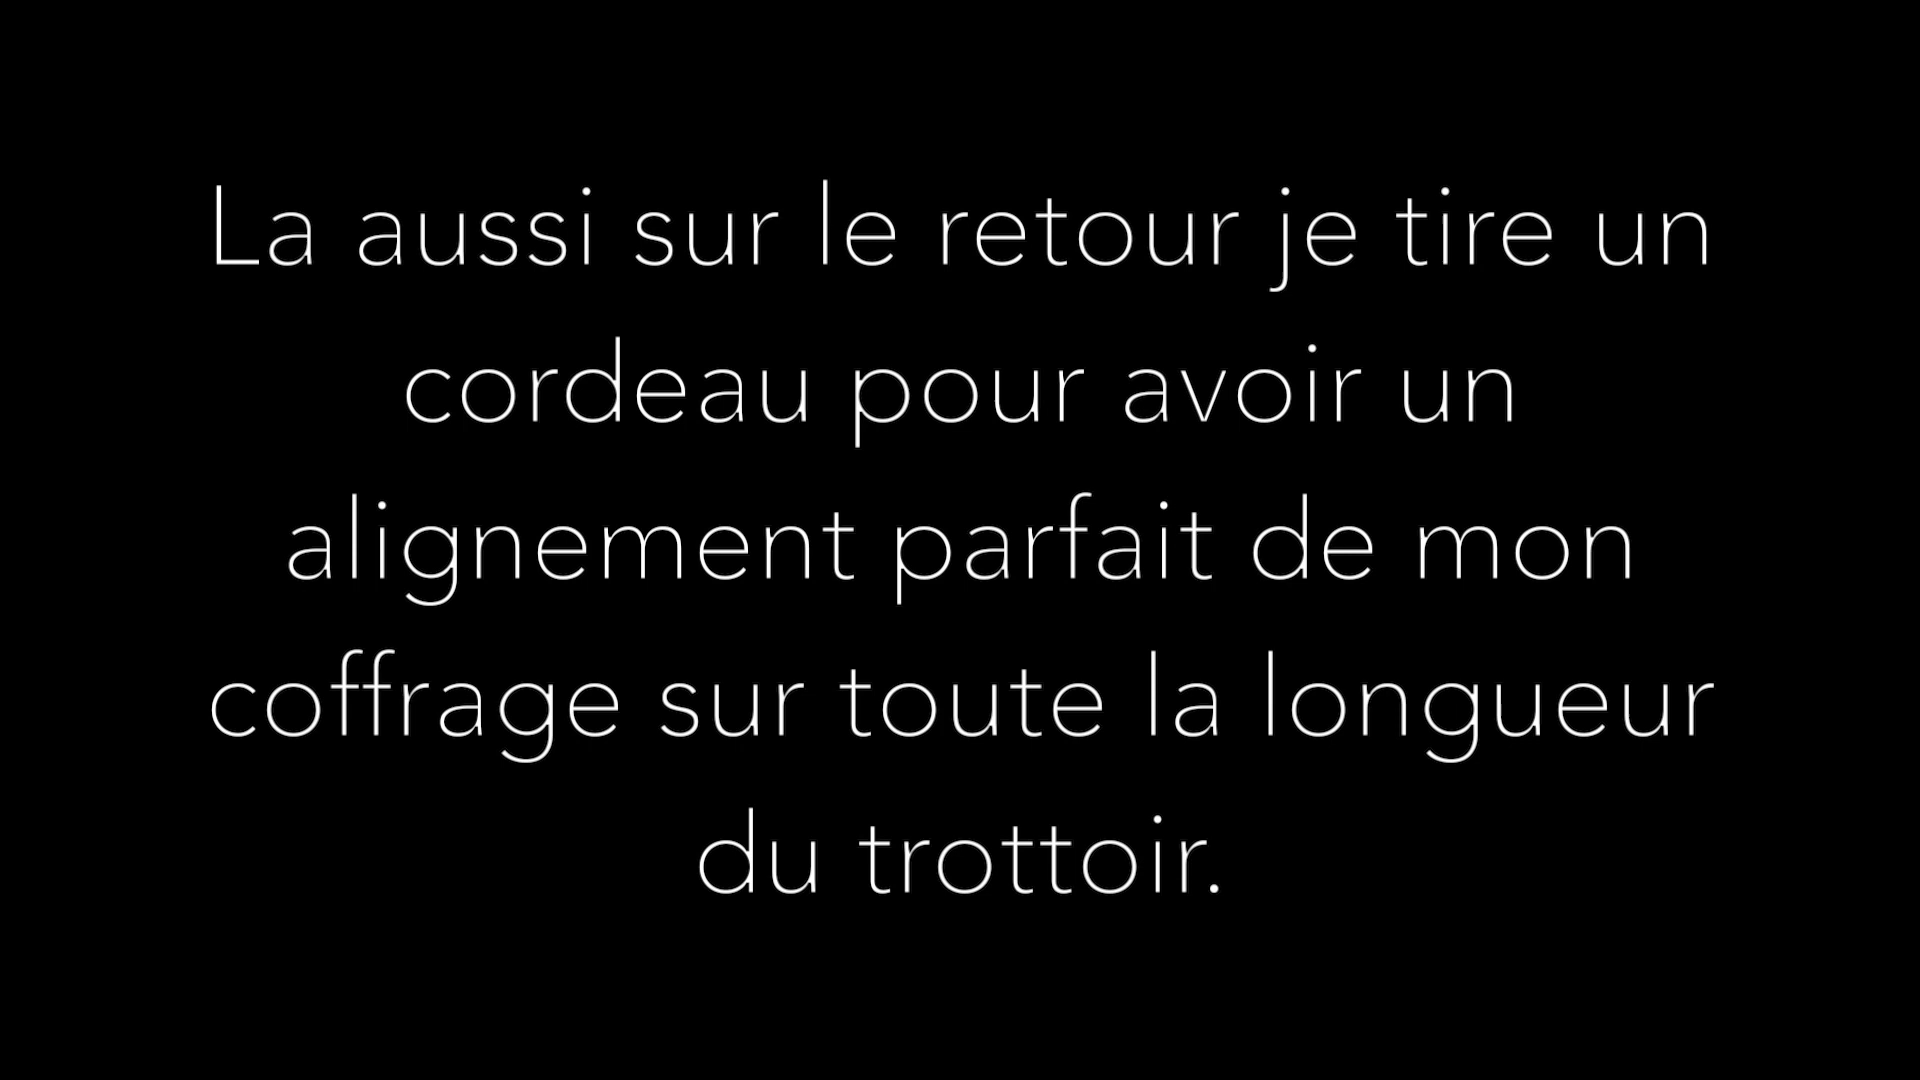 La aussi sur le retour je tire un
cordeau pour avoir un
alignement parfait de mon
coffrage sur toute la longueur
du trottoir.